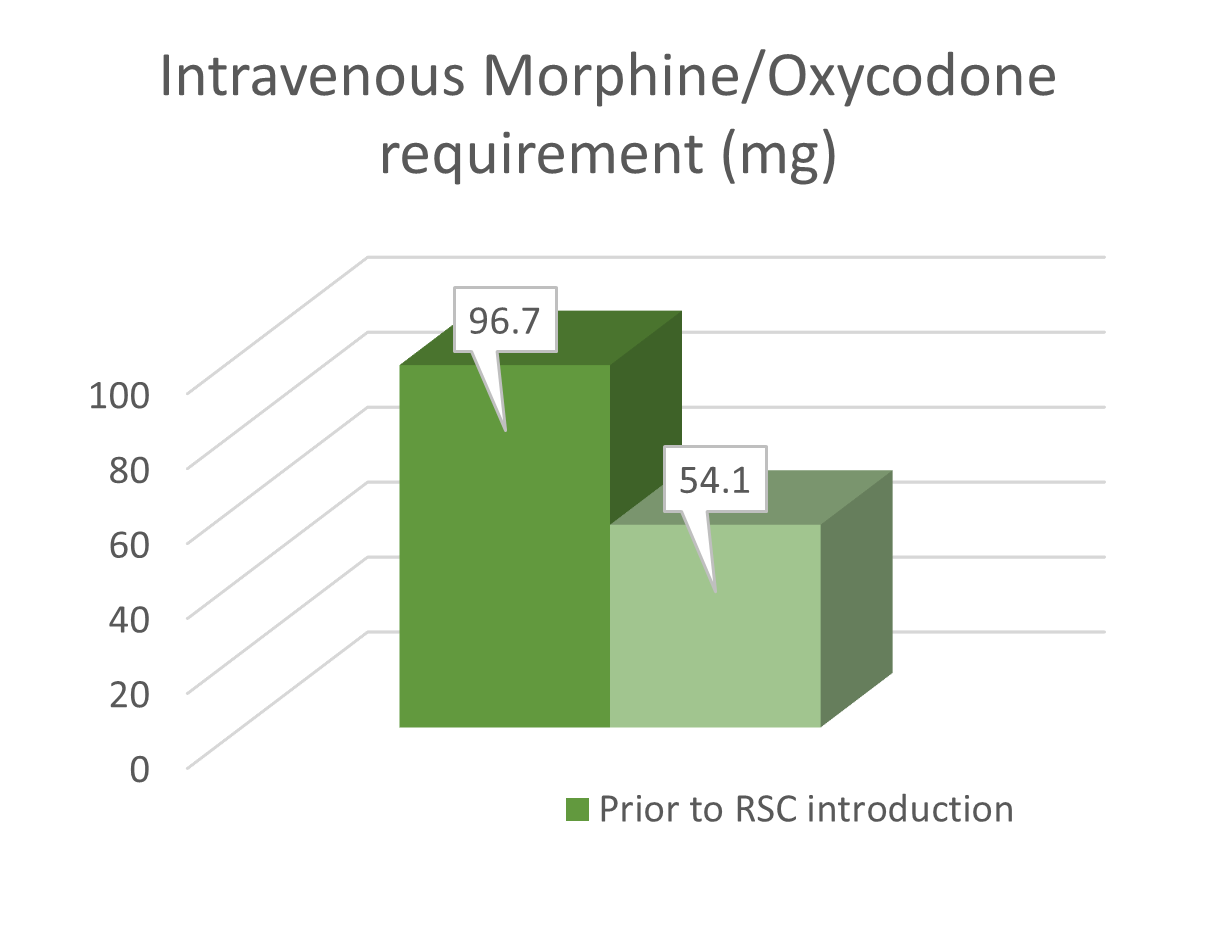 Intravenous Morphine/Oxycodone
requirement (mg)
96.7
54.1
100
80
60
40
20
0
Prior to RSC introduction